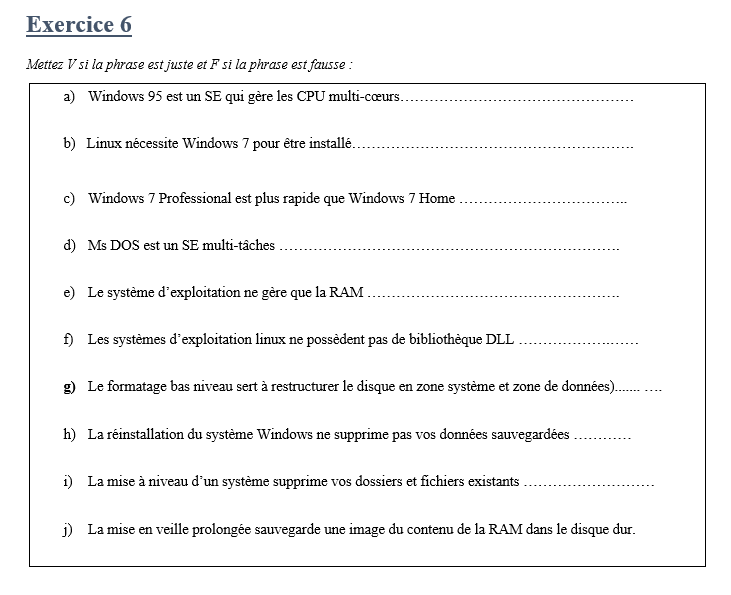 Exercice 6
Mettez V si la phrase est juste et F si la phrase est fausse :
a) Windows 95 est un SE qui gère les CPU multi-cœurs……………………………………………
b) Linux nécessite Windows 7 pour être installé…………………………………………………….
c) Windows 7 Professional est plus rapide que Windows 7 Home ……………………………...
d) Ms DOS est un SE multi-tâches ………………………………………………………………….
e) Le système d’exploitation ne gère que la RAM ……………………………………………….
f) Les systèmes d’exploitation linux ne possèdent pas de bibliothèque DLL ………………..……
g) Le formatage bas niveau sert à restructurer le disque en zone système et zone de données)....... ….
h) La réinstallation du système Windows ne supprime pas vos données sauvegardées …………
i) La mise à niveau d’un système supprime vos dossiers et fichiers existants ………………………..
j) La mise en veille prolongée sauvegarde une image du contenu de la RAM dans le disque dur.